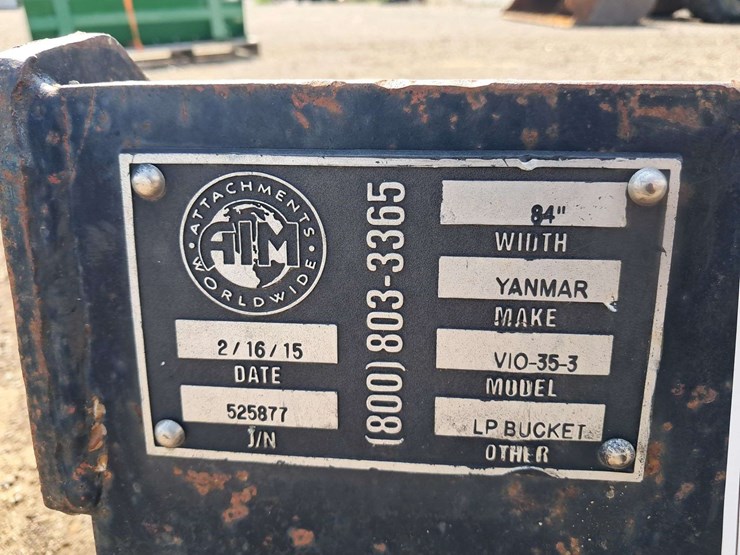 ATTACHMENTS
AIM
WORLDWIDE
2/16/15
DATE
525877
J/N
(800) 803-3365
84"
WIDTH
YANMAR
MAKE
VIO-35-3
MODEL
LP BUCKET
OTHER